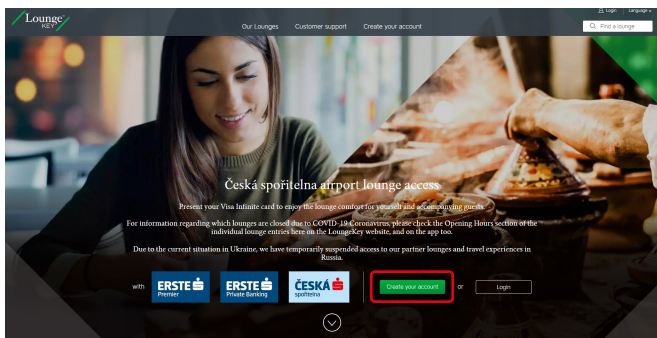 Login | Language
Lounge
KEY
Our Lounges Customer support Create your account
Find a lounge
Česká spořitelna airport lounge access
Present your Visa Infinite card to enjoy the lounge comfort for yourself and accompanying guests.
For information regarding which lounges are closed due to COVID-19 Coronavirus, please check the Opening Hours section of the
individual lounge entries here on the LoungeKey website, and on the app too.
Due to the current situation in Ukraine, we have temporarily suspended access to our partner lounges and travel experiences in
Russia.
with ERSTE ERSTE ČESKÁ Create your account or Login
Premier Private Banking spořitelna